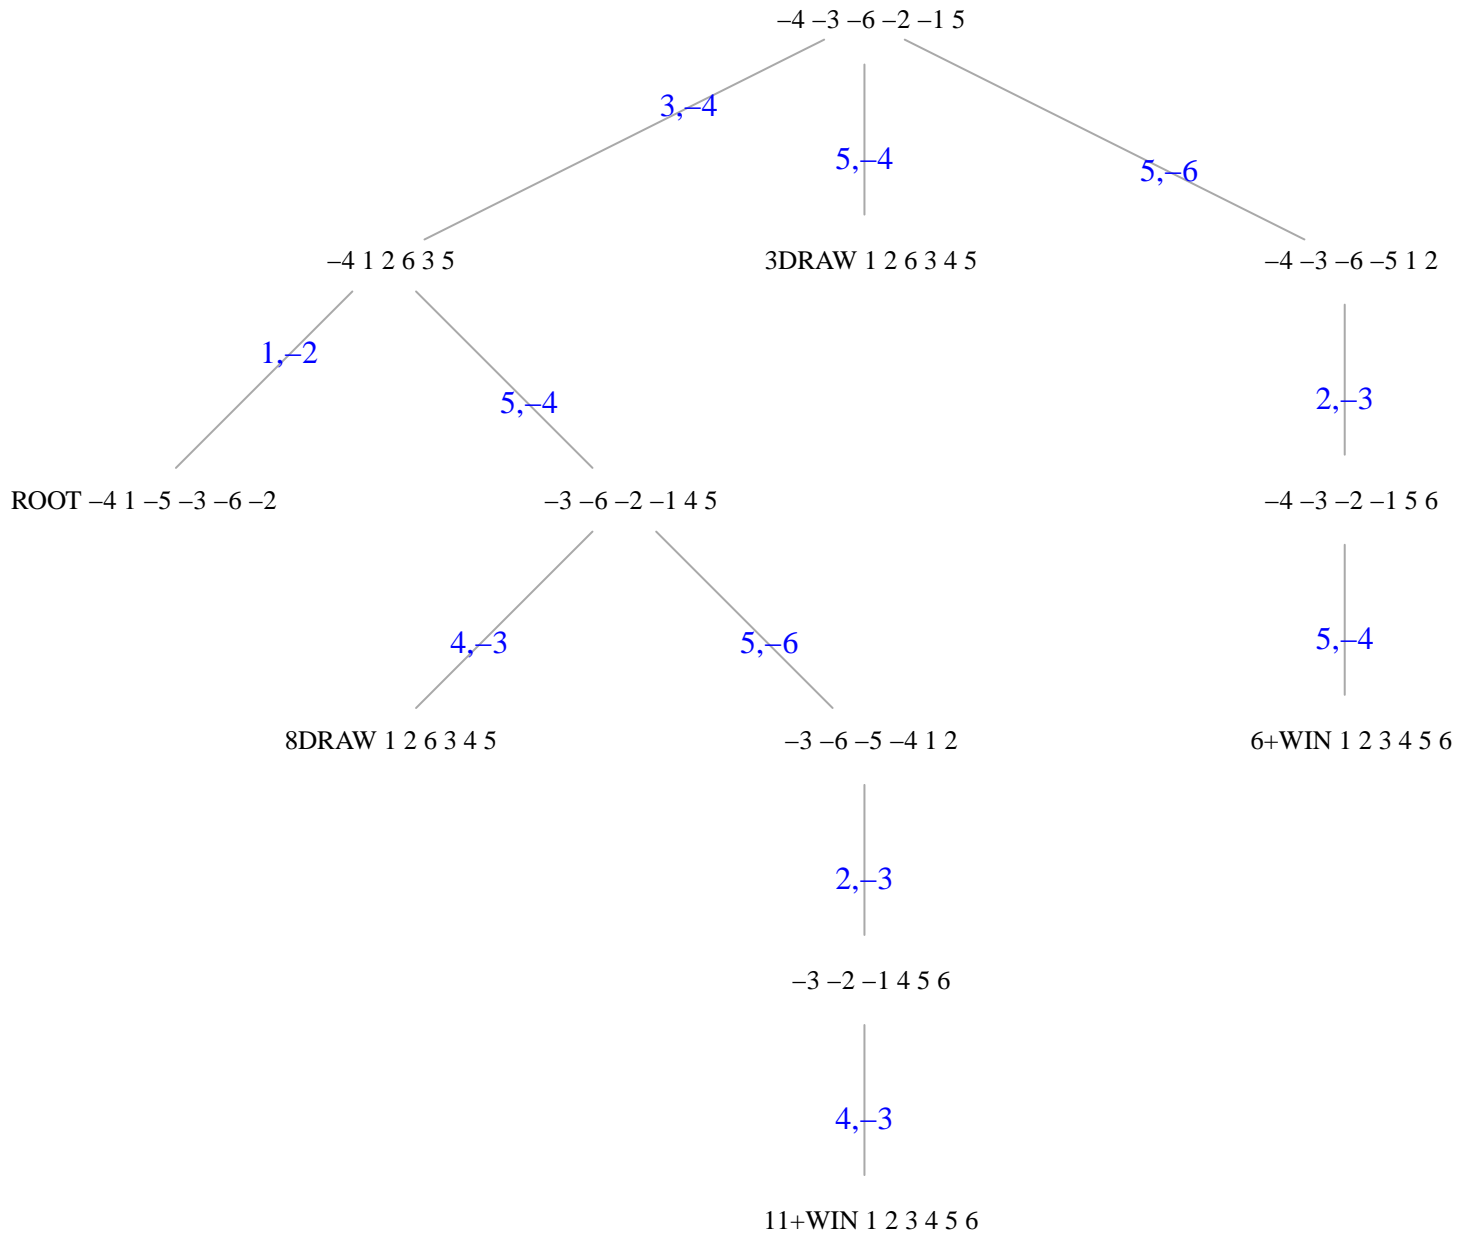 –4 –3 –6 –2 –1 5
3,–4
5,–4
5,–6
–4 1 2 6 3 5
3DRAW 1 2 6 3 4 5
–4 –3 –6 –5 1 2
1,–2
5,–4
2,–3
ROOT –4 1 –5 –3 –6 –2
–3 –6 –2 –1 4 5
–4 –3 –2 –1 5 6
4,–3
5,–6
5,–4
8DRAW 1 2 6 3 4 5
–3 –6 –5 –4 1 2
6+WIN 1 2 3 4 5 6
2,–3
–3 –2 –1 4 5 6
4,–3
11+WIN 1 2 3 4 5 6